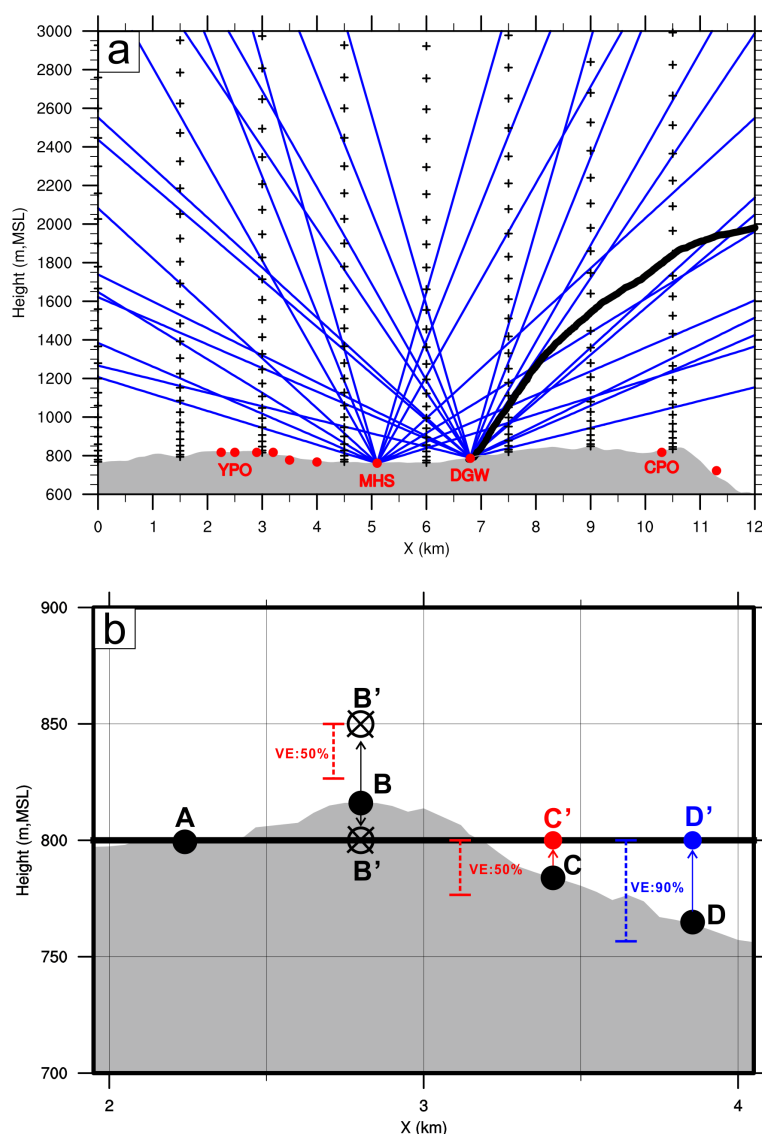 a
3000
2800
2600
2400
2200
2000
1800
1600
1400
1200
1000
800
600
Height (m,MSL)
YPO
MHS
DGW
CPO
0 1 2 3 4 5 6 7 8 9 10 11 12
X (km)
b
900
850
800
750
700
Height (m,MSL)
B’
VE:50%
B
A
B’
C’
D’
VE:50%
C
VE:90%
D
2 3 4
X (km)